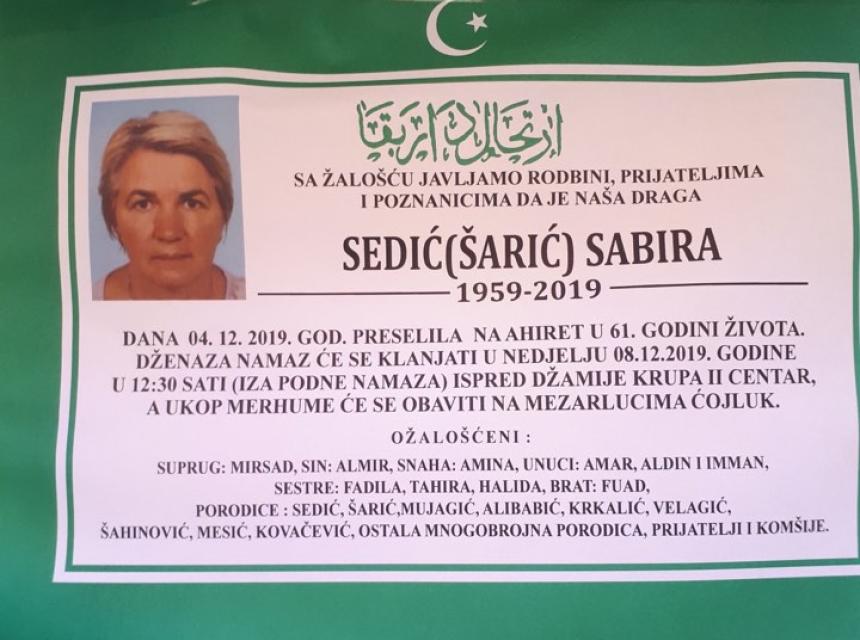 ارتحال دار بقا
SA ŽALOŠĆU JAVLJAMO RODBINI, PRIJATELJIMA
I POZNANICIMA DA JE NAŠA DRAGA
SEDIĆ(ŠARIĆ) SABIRA
1959-2019
DANA 04. 12. 2019. GOD. PRESELILA NA AHIRET U 61. GODINI ŽIVOTA.
DŽENAZA NAMAZ ĆE SE KLANJATI U NEDJELJU 08.12.2019. GODINE
U 12:30 SATI (IZA PODNE NAMAZA) ISPRED DŽAMIJE KRUPA II CENTAR,
A UKOP MERHUME ĆE SE OBAVITI NA MEZARLUCIMA ĆOJLUK.
OŽALOŠĆENI :
SUPRUG: MIRSAD, SIN: ALMIR, SNAHA: AMINA, UNUCI: AMAR, ALDIN I IMMAN,
SESTRE: FADILA, TAHIRA, HALIDA, BRAT: FUAD,
PORODICE : SEDIĆ, ŠARIĆ,MUJAGIĆ, ALIBABIĆ, KRKALIĆ, VELAGIĆ,
ŠAHINOVIĆ, MESIĆ, KOVAČEVIĆ, OSTALA MNOGOBROJNA PORODICA, PRIJATELJI I KOMŠIJE.